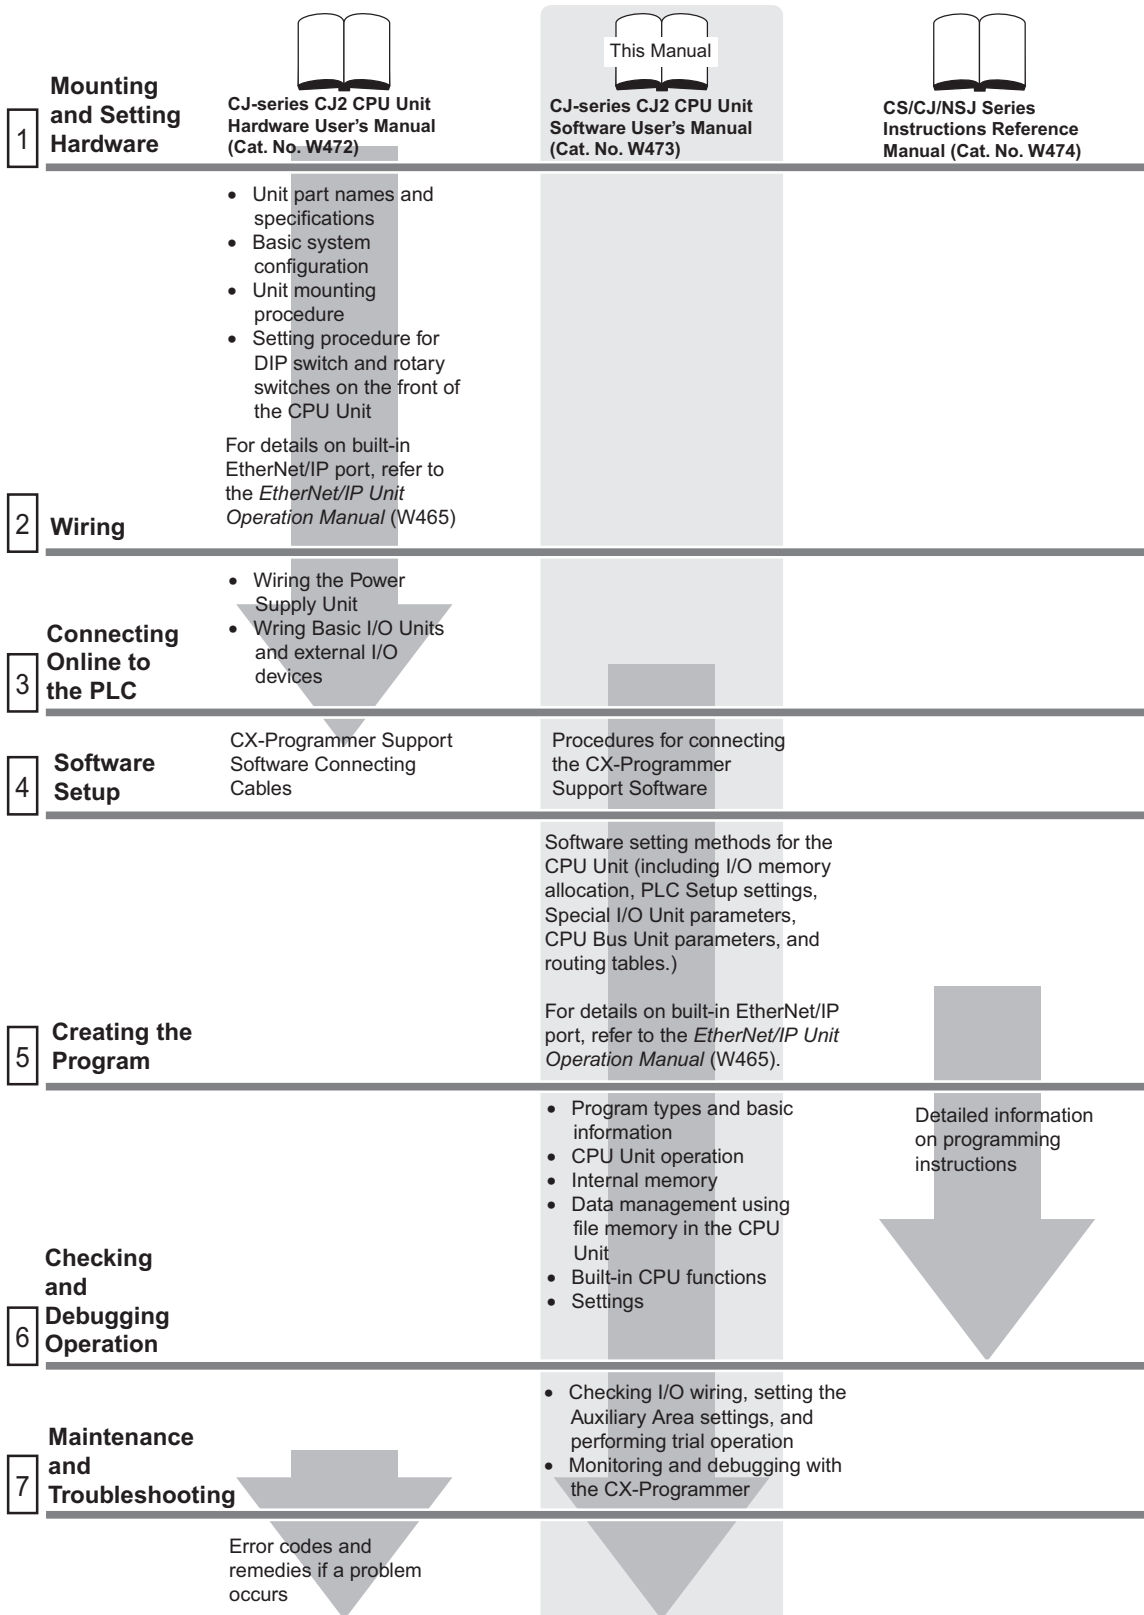 This Manual
Mounting
and Setting
Hardware
1
CJ-series CJ2 CPU Unit
Hardware User's Manual
(Cat. No. W472)
CJ-series CJ2 CPU Unit
Software User's Manual
(Cat. No. W473)
CS/CJ/NSJ Series
Instructions Reference
Manual (Cat. No. W474)
• Unit part names and
specifications
• Basic system
configuration
• Unit mounting
procedure
• Setting procedure for
DIP switch and rotary
switches on the front of
the CPU Unit
For details on built-in
EtherNet/IP port, refer to
the EtherNet/IP Unit
Operation Manual (W465)
2
Wiring
• Wiring the Power
Supply Unit
• Wring Basic I/O Units
and external I/O
devices
Connecting
Online to
the PLC
3
CX-Programmer Support
Software Connecting
Cables
Procedures for connecting
the CX-Programmer
Support Software
Software
Setup
4
Software setting methods for the
CPU Unit (including I/O memory
allocation, PLC Setup settings,
Special I/O Unit parameters,
CPU Bus Unit parameters, and
routing tables.)
For details on built-in EtherNet/IP
port, refer to the EtherNet/IP Unit
Operation Manual (W465).
Creating the
Program
5
• Program types and basic
information
• CPU Unit operation
• Internal memory
• Data management using
file memory in the CPU
Unit
• Built-in CPU functions
• Settings
Detailed information
on programming
instructions
Checking
and
Debugging
Operation
6
• Checking I/O wiring, setting the
Auxiliary Area settings, and
performing trial operation
• Monitoring and debugging with
the CX-Programmer
Maintenance
and
Troubleshooting
7
Error codes and
remedies if a problem
occurs